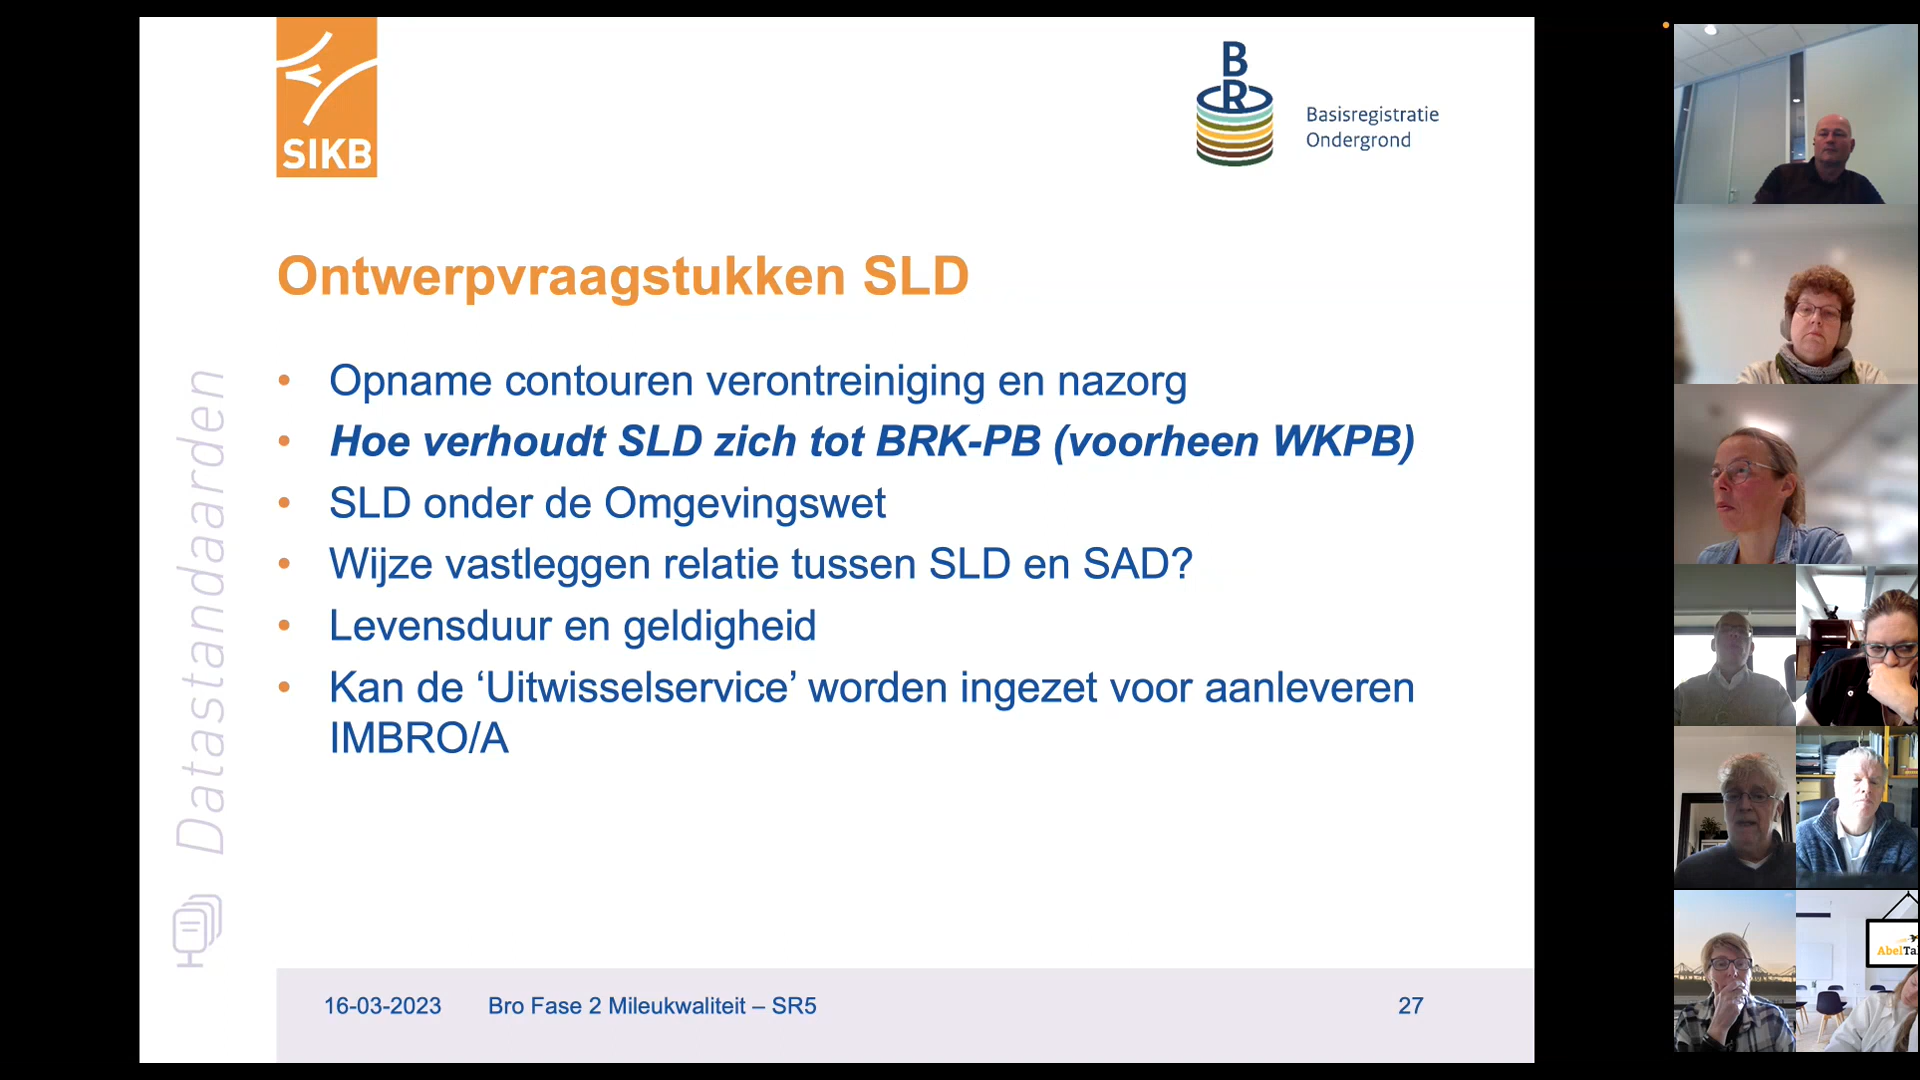 SIKB
B
R
Basisregistratie
Ondergrond
Ontwerpvraagstukken SLD
Datastandaarden
• Opname contouren verontreiniging en nazorg
• Hoe verhoudt SLD zich tot BRK-PB (voorheen WKPB)
• SLD onder de Omgevingswet
• Wijze vastleggen relatie tussen SLD en SAD?
• Levensduur en geldigheid
• Kan de ‘Uitwisselservice’ worden ingezet voor aanleveren
IMBRO/A
16-03-2023 Bro Fase 2 Mileukwaliteit – SR5 27
AbelTa